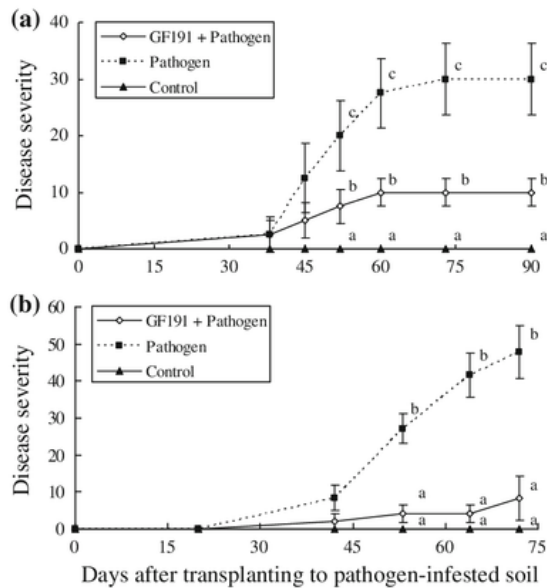 (a)
40
GF191 + Pathogen
Pathogen
Control
30
20
10
0
Disease severity
c c c c
b b b b
a a a a
0 15 30 45 60 75 90
(b)
60
GF191 + Pathogen
Pathogen
Control
50
40
30
20
10
0
Disease severity
b b b
a a a
a a a
0 15 30 45 60 75
Days after transplanting to pathogen-infested soil